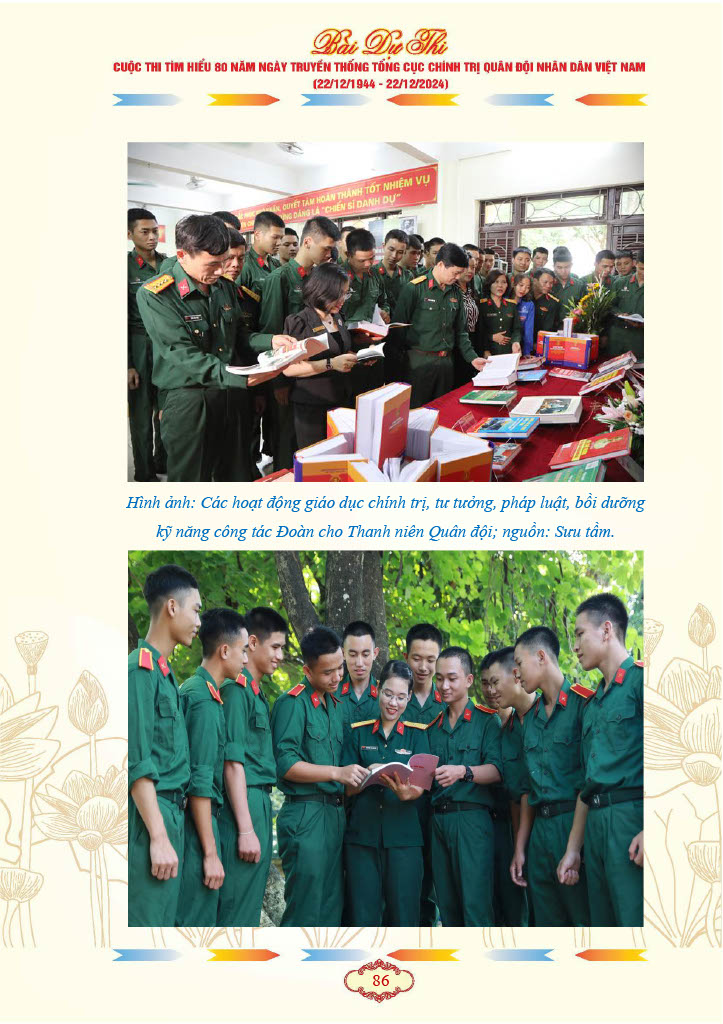 Bài Dự Thi
CUỘC THI TÌM HIỂU 80 NĂM NGÀY TRUYỀN THỐNG TỔNG CỤC CHÍNH TRỊ QUÂN ĐỘI NHÂN DÂN VIỆT NAM
(22/12/1944 - 22/12/2024)
QUYẾT TÂM HOÀN THÀNH TỐT NHIỆM VỤ
ĐÁNG LÀ "CHIẾN SĨ DANH DỰ"
Hình ảnh: Các hoạt động giáo dục chính trị, tư tưởng, pháp luật, bồi dưỡng
kỹ năng công tác Đoàn cho Thanh niên Quân đội; nguồn: Sưu tầm.
86